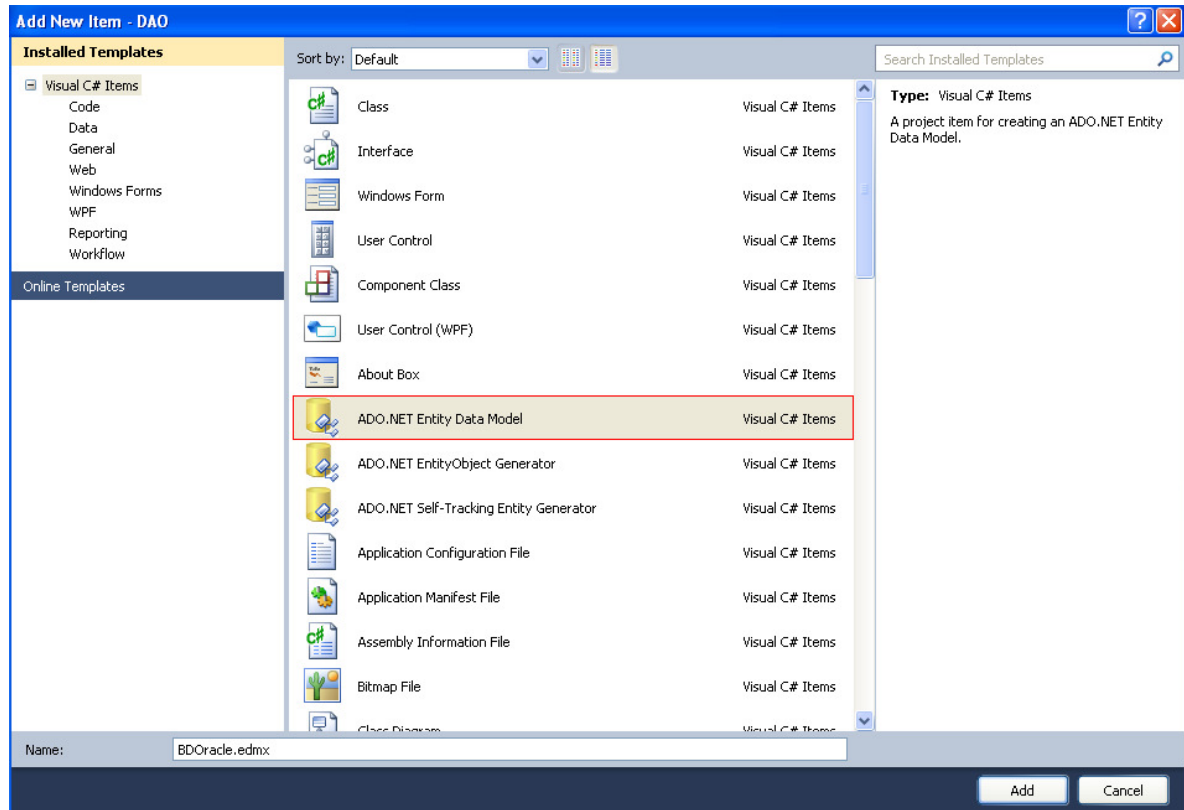 Add New Item - DAO
Installed Templates
Visual C# Items
Code
Data
General
Web
Windows Forms
WPF
Reporting
Workflow
Online Templates
Sort by: Default
Search Installed Templates
Class Visual C# Items
Interface Visual C# Items
Windows Form Visual C# Items
User Control Visual C# Items
Component Class Visual C# Items
User Control (WPF) Visual C# Items
About Box Visual C# Items
ADO.NET Entity Data Model Visual C# Items
ADO.NET EntityObject Generator Visual C# Items
ADO.NET Self-Tracking Entity Generator Visual C# Items
Application Configuration File Visual C# Items
Application Manifest File Visual C# Items
Assembly Information File Visual C# Items
Bitmap File Visual C# Items
Class Diagram Visual C# Items
Type: Visual C# Items
A project item for creating an ADO.NET Entity
Data Model.
Name: BDOracle.edmx
Add
Cancel